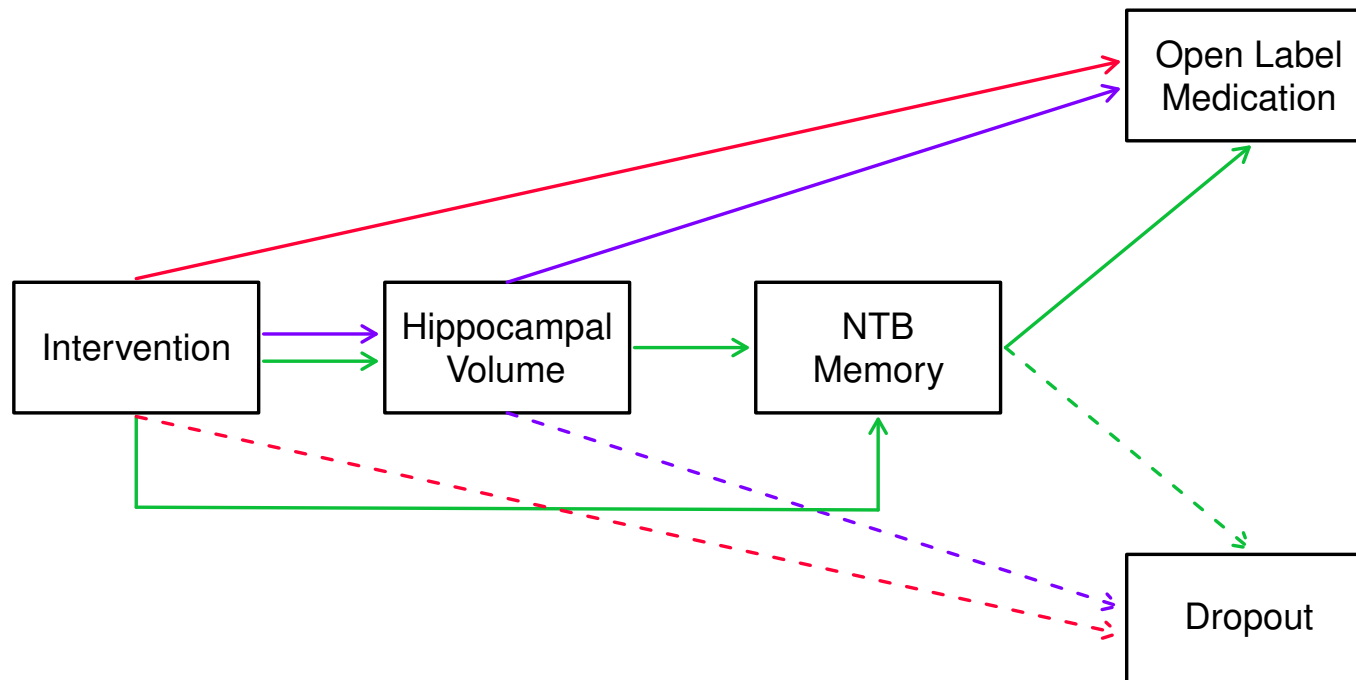 Open Label
Medication
Intervention
Hippocampal
Volume
NTB
Memory
Dropout